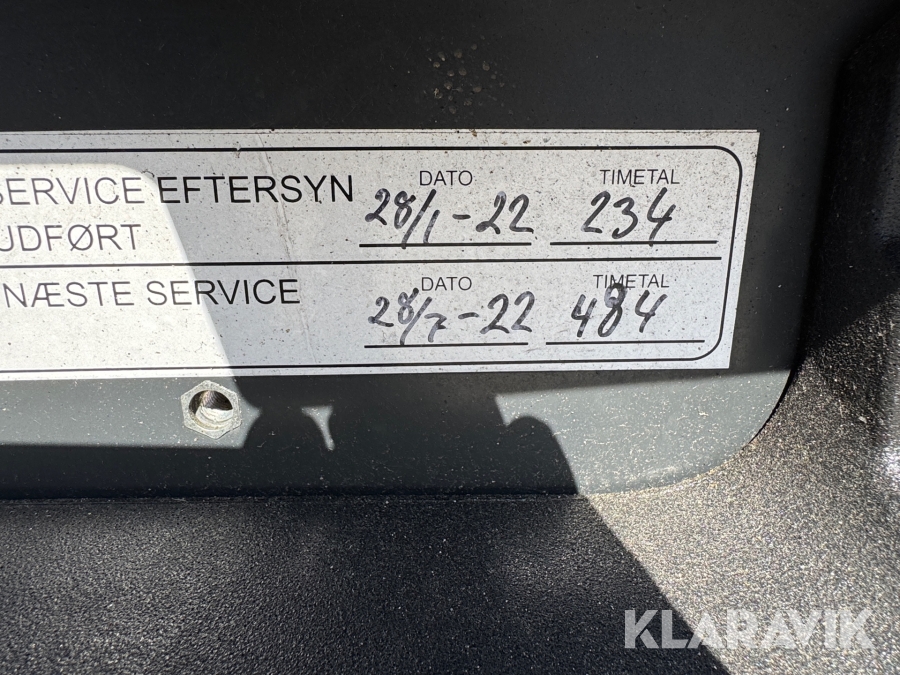 SERVICE EFTERSYN DATO 28/1-22 TIMETAL 234
UDFØRT
NÆSTE SERVICE DATO 28/7-22 TIMETAL 484
KLARAVIK